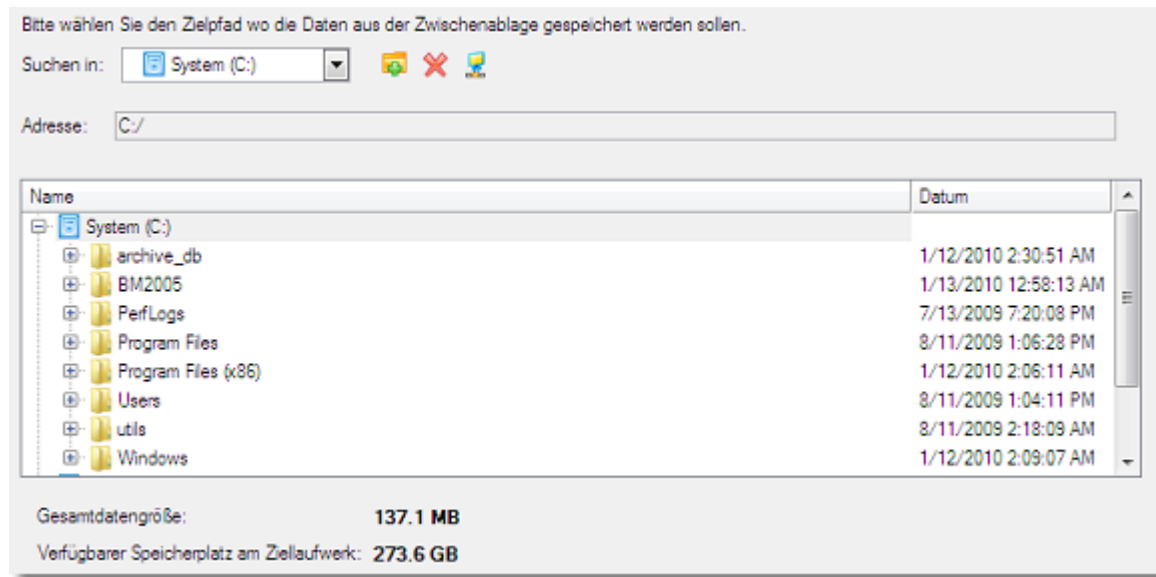 Bitte wählen Sie den Zielpfad wo die Daten aus der Zwischenablage gespeichert werden sollen.
Suchen in: System (C:)
Adresse: C:/
Name Datum
System (C:)
archive_db 1/12/2010 2:30:51 AM
BM2005 1/13/2010 12:58:13 AM
PerfLogs 7/13/2009 7:20:08 PM
Program Files 8/11/2009 1:06:28 PM
Program Files (x86) 1/12/2010 2:06:11 AM
Users 8/11/2009 1:04:11 PM
utils 8/11/2009 2:18:09 AM
Windows 1/12/2010 2:09:07 AM
Gesamtdatengröße: 137.1 MB
Verfügbarer Speicherplatz am Ziellaufwerk: 273.6 GB